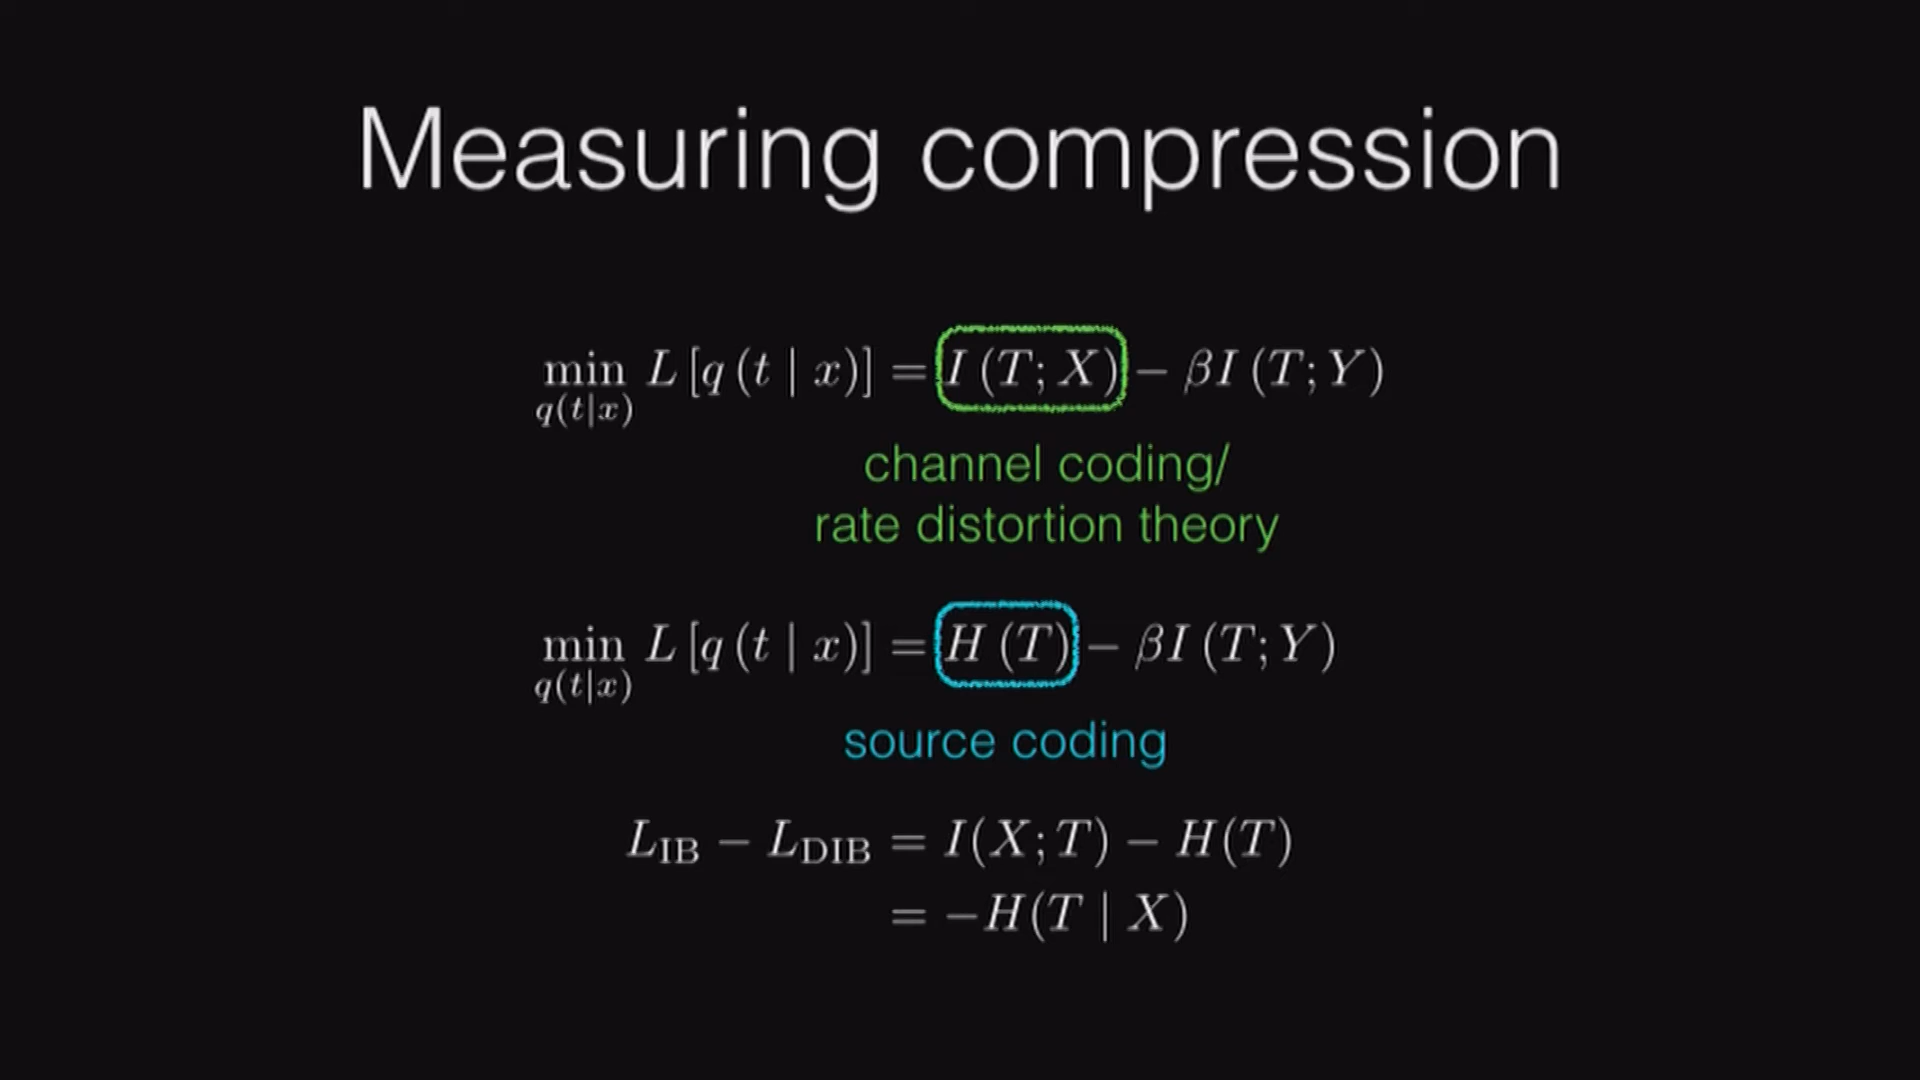 Measuring compression
min L [q (t | x)] = I (T; X) − βI (T; Y)
q(t|x)
channel coding/
rate distortion theory
min L [q (t | x)] = H (T) − βI (T; Y)
q(t|x)
source coding
L_IB − L_DIB = I(X; T) − H(T)
= −H(T | X)